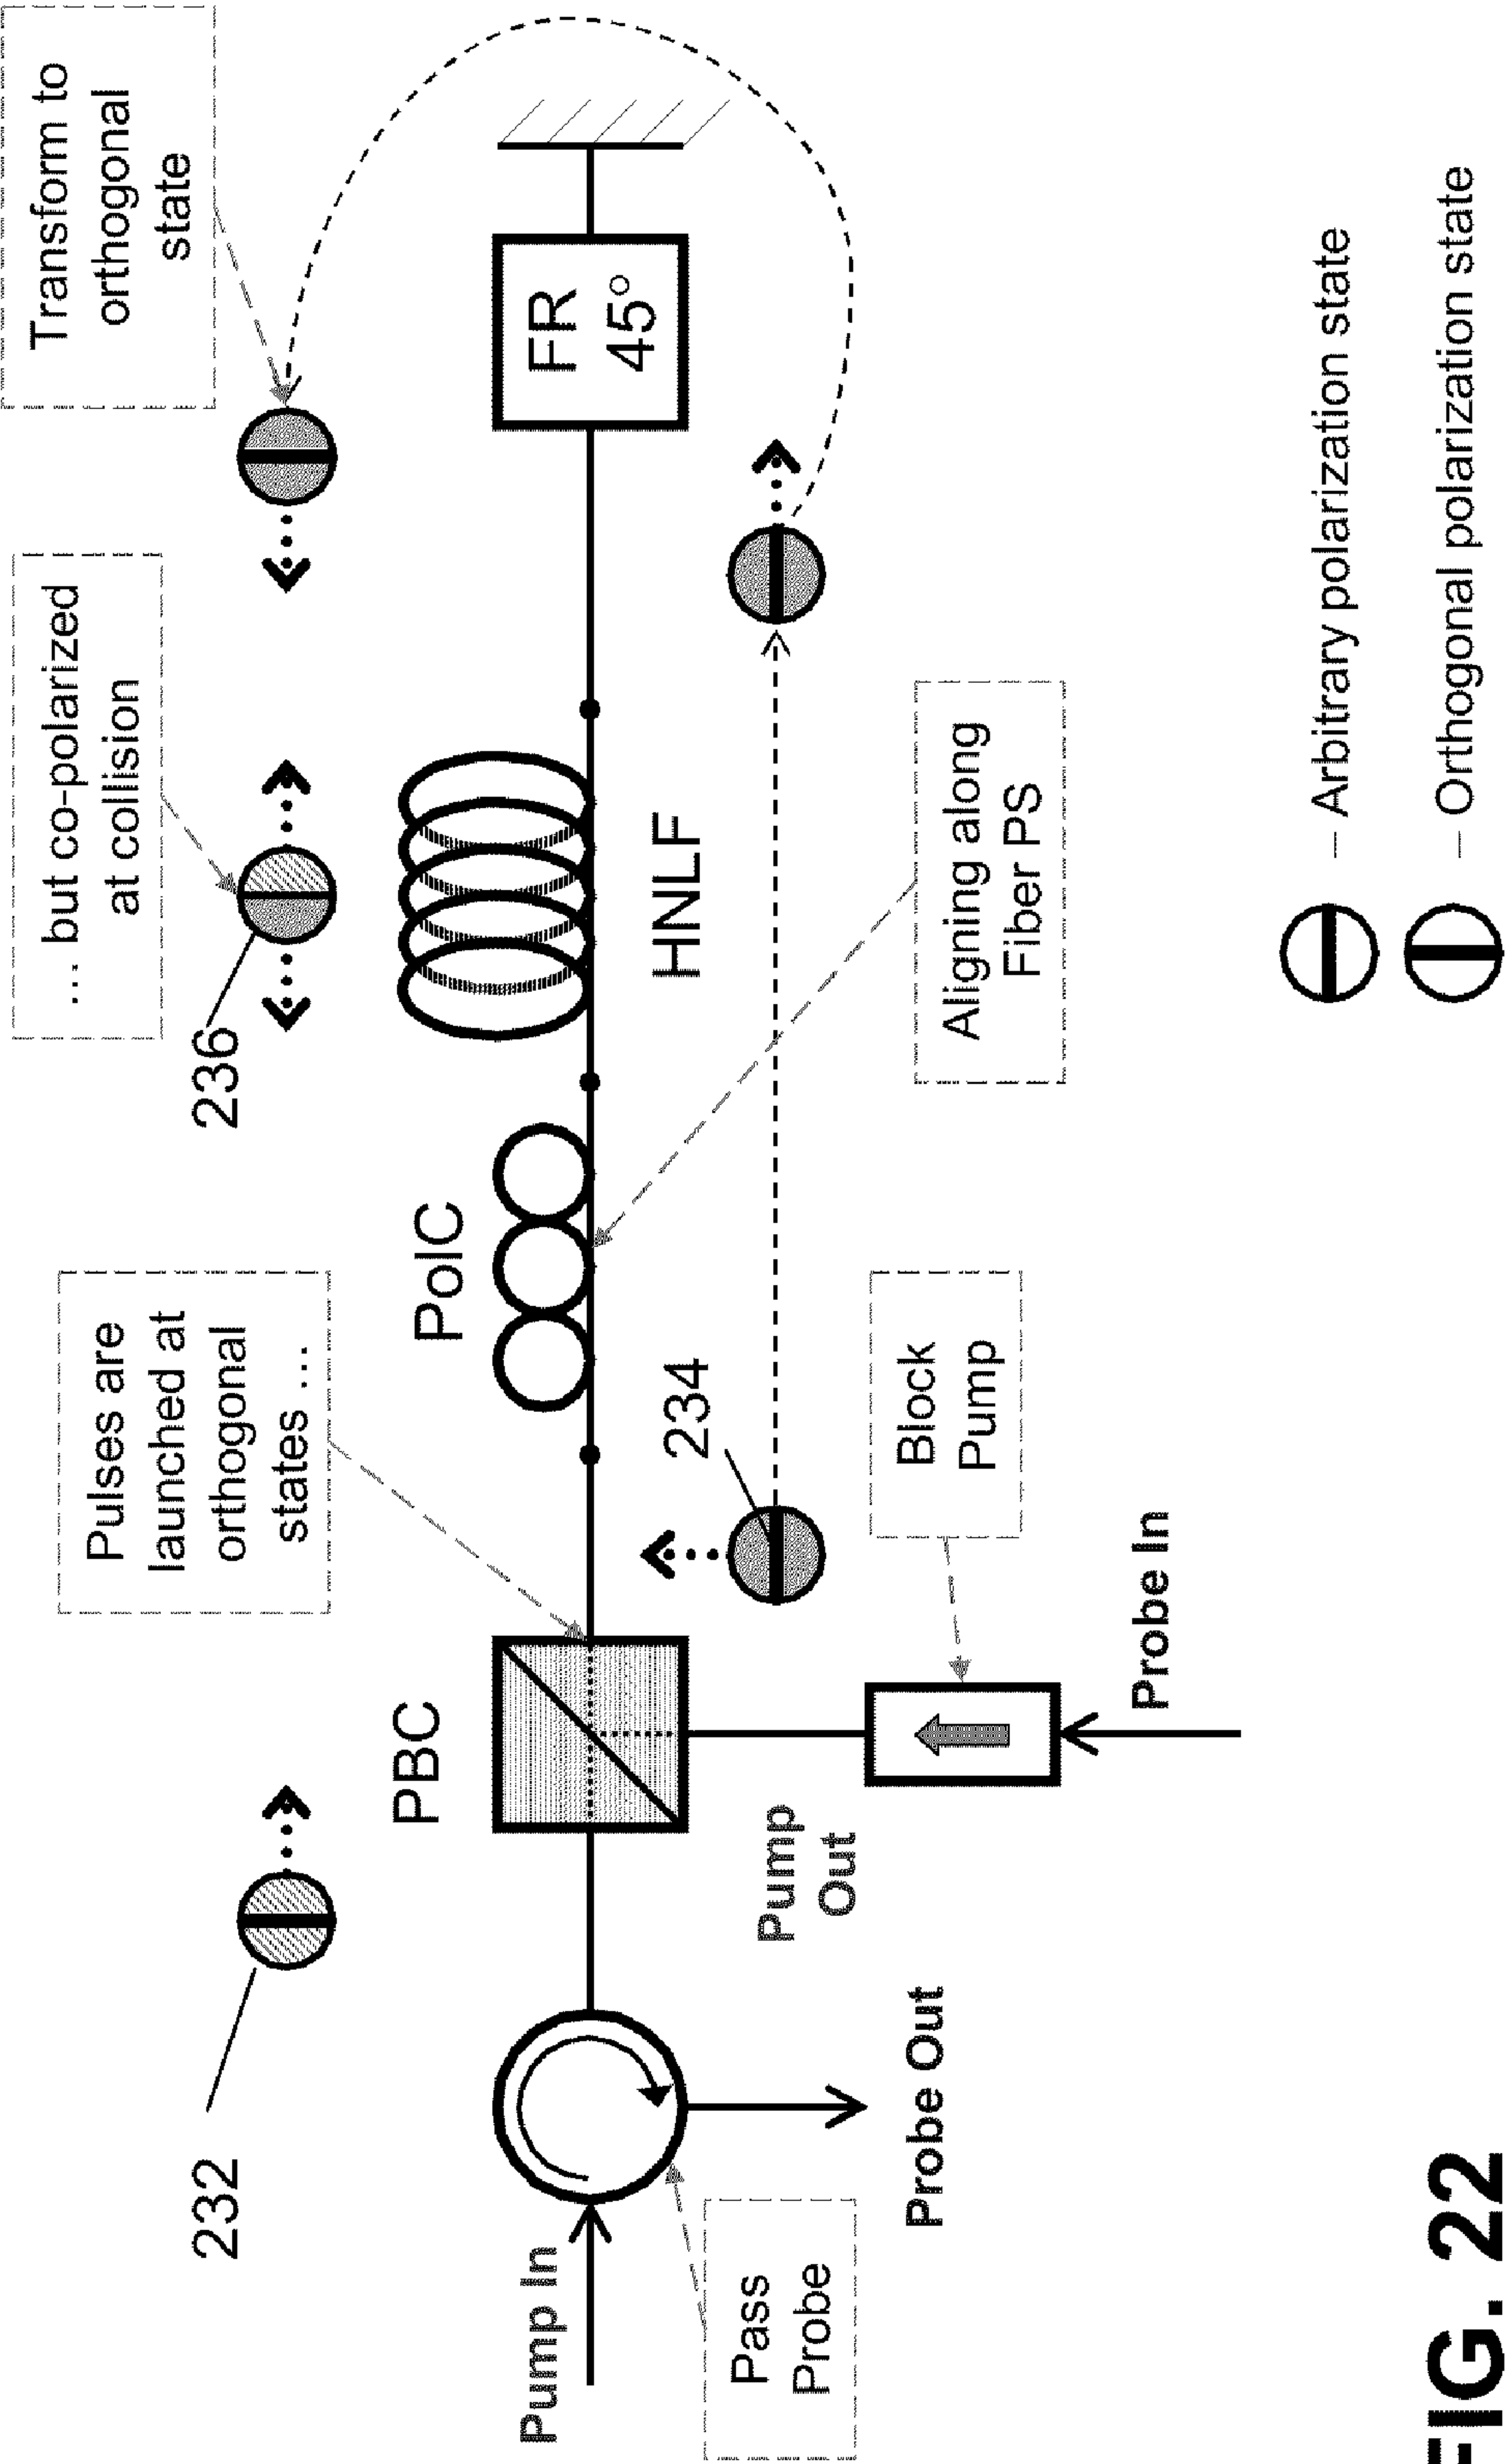 Transform to
orthogonal
state
... but co-polarized
at collision
236
Pulses are
launched at
orthogonal
states ...
232
FR
45°
HNLF
PolC
PBC
Pump In
Aligning along
Fiber PS
234
Block
Pump
Pump
Out
Pass
Probe
Probe Out
Probe In
– Arbitrary polarization state
– Orthogonal polarization state
FIG. 22